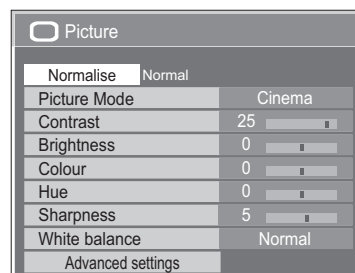 Picture
Normalise Normal
Picture Mode Cinema
Contrast 25
Brightness 0
Colour 0
Hue 0
Sharpness 5
White balance Normal
Advanced settings